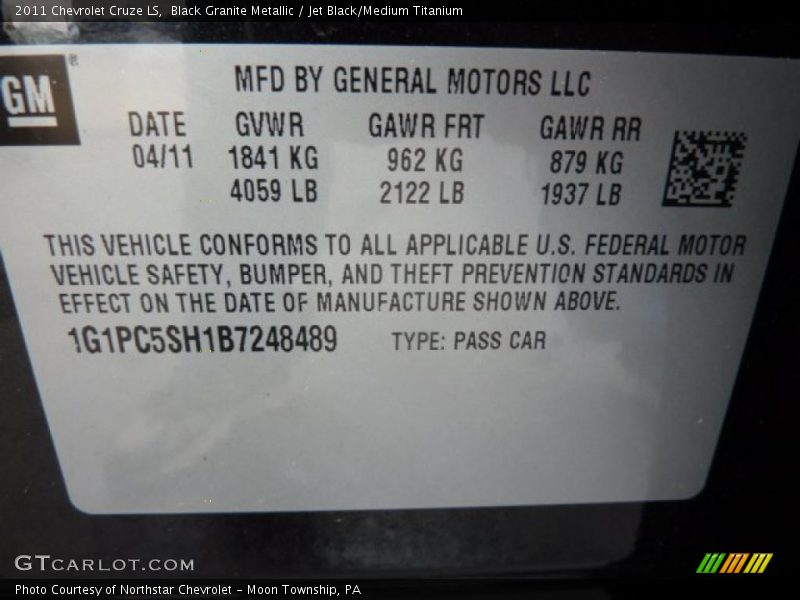 2011 Chevrolet Cruze LS, Black Granite Metallic / Jet Black/Medium Titanium
GM ®
MFD BY GENERAL MOTORS LLC
DATE GVWR GAWR FRT GAWR RR
04/11 1841 KG 962 KG 879 KG
4059 LB 2122 LB 1937 LB
THIS VEHICLE CONFORMS TO ALL APPLICABLE U.S. FEDERAL MOTOR
VEHICLE SAFETY, BUMPER, AND THEFT PREVENTION STANDARDS IN
EFFECT ON THE DATE OF MANUFACTURE SHOWN ABOVE.
1G1PC5SH1B7248489 TYPE: PASS CAR
GTCARLOT.COM
Photo Courtesy of Northstar Chevrolet - Moon Township, PA